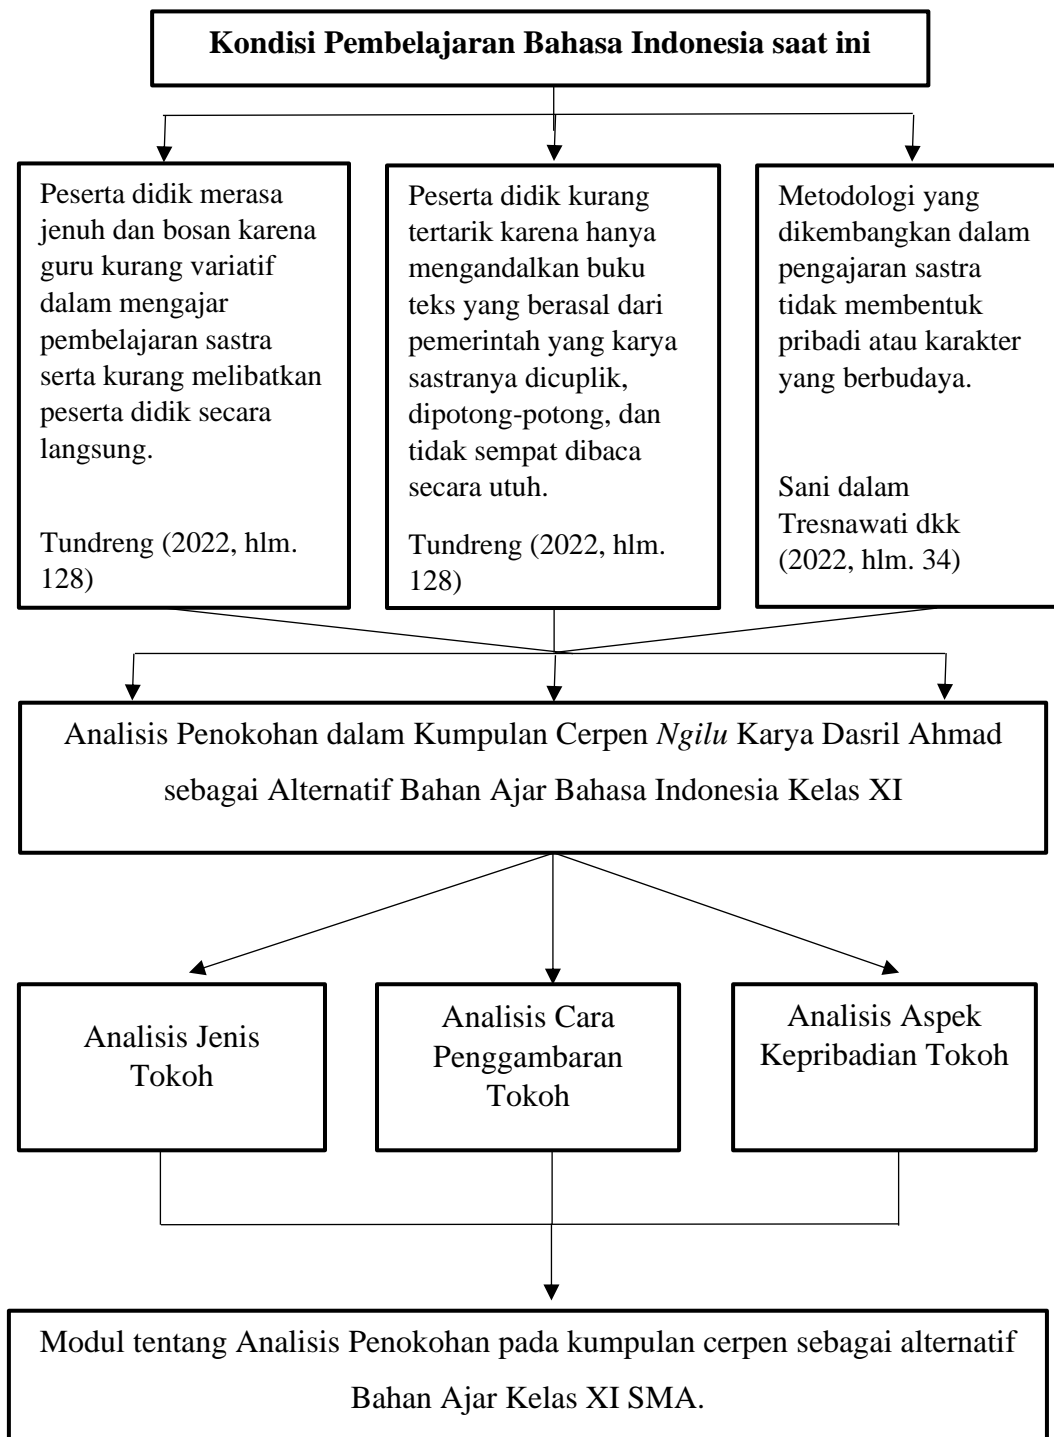 Kondisi Pembelajaran Bahasa Indonesia saat ini
Peserta didik merasa
jenuh dan bosan karena
guru kurang variatif
dalam mengajar
pembelajaran sastra
serta kurang melibatkan
peserta didik secara
langsung.
Tundreng (2022, hlm.
128)
Peserta didik kurang
tertarik karena hanya
mengandalkan buku
teks yang berasal dari
pemerintah yang karya
sastranya dicuplik,
dipotong-potong, dan
tidak sempat dibaca
secara utuh.
Tundreng (2022, hlm.
128)
Metodologi yang
dikembangkan dalam
pengajaran sastra
tidak membentuk
pribadi atau karakter
yang berbudaya.
Sani dalam
Tresnawati dkk
(2022, hlm. 34)
Analisis Penokohan dalam Kumpulan Cerpen Ngilu Karya Dasril Ahmad
sebagai Alternatif Bahan Ajar Bahasa Indonesia Kelas XI
Analisis Jenis
Tokoh
Analisis Cara
Penggambaran
Tokoh
Analisis Aspek
Kepribadian Tokoh
Modul tentang Analisis Penokohan pada kumpulan cerpen sebagai alternatif
Bahan Ajar Kelas XI SMA.